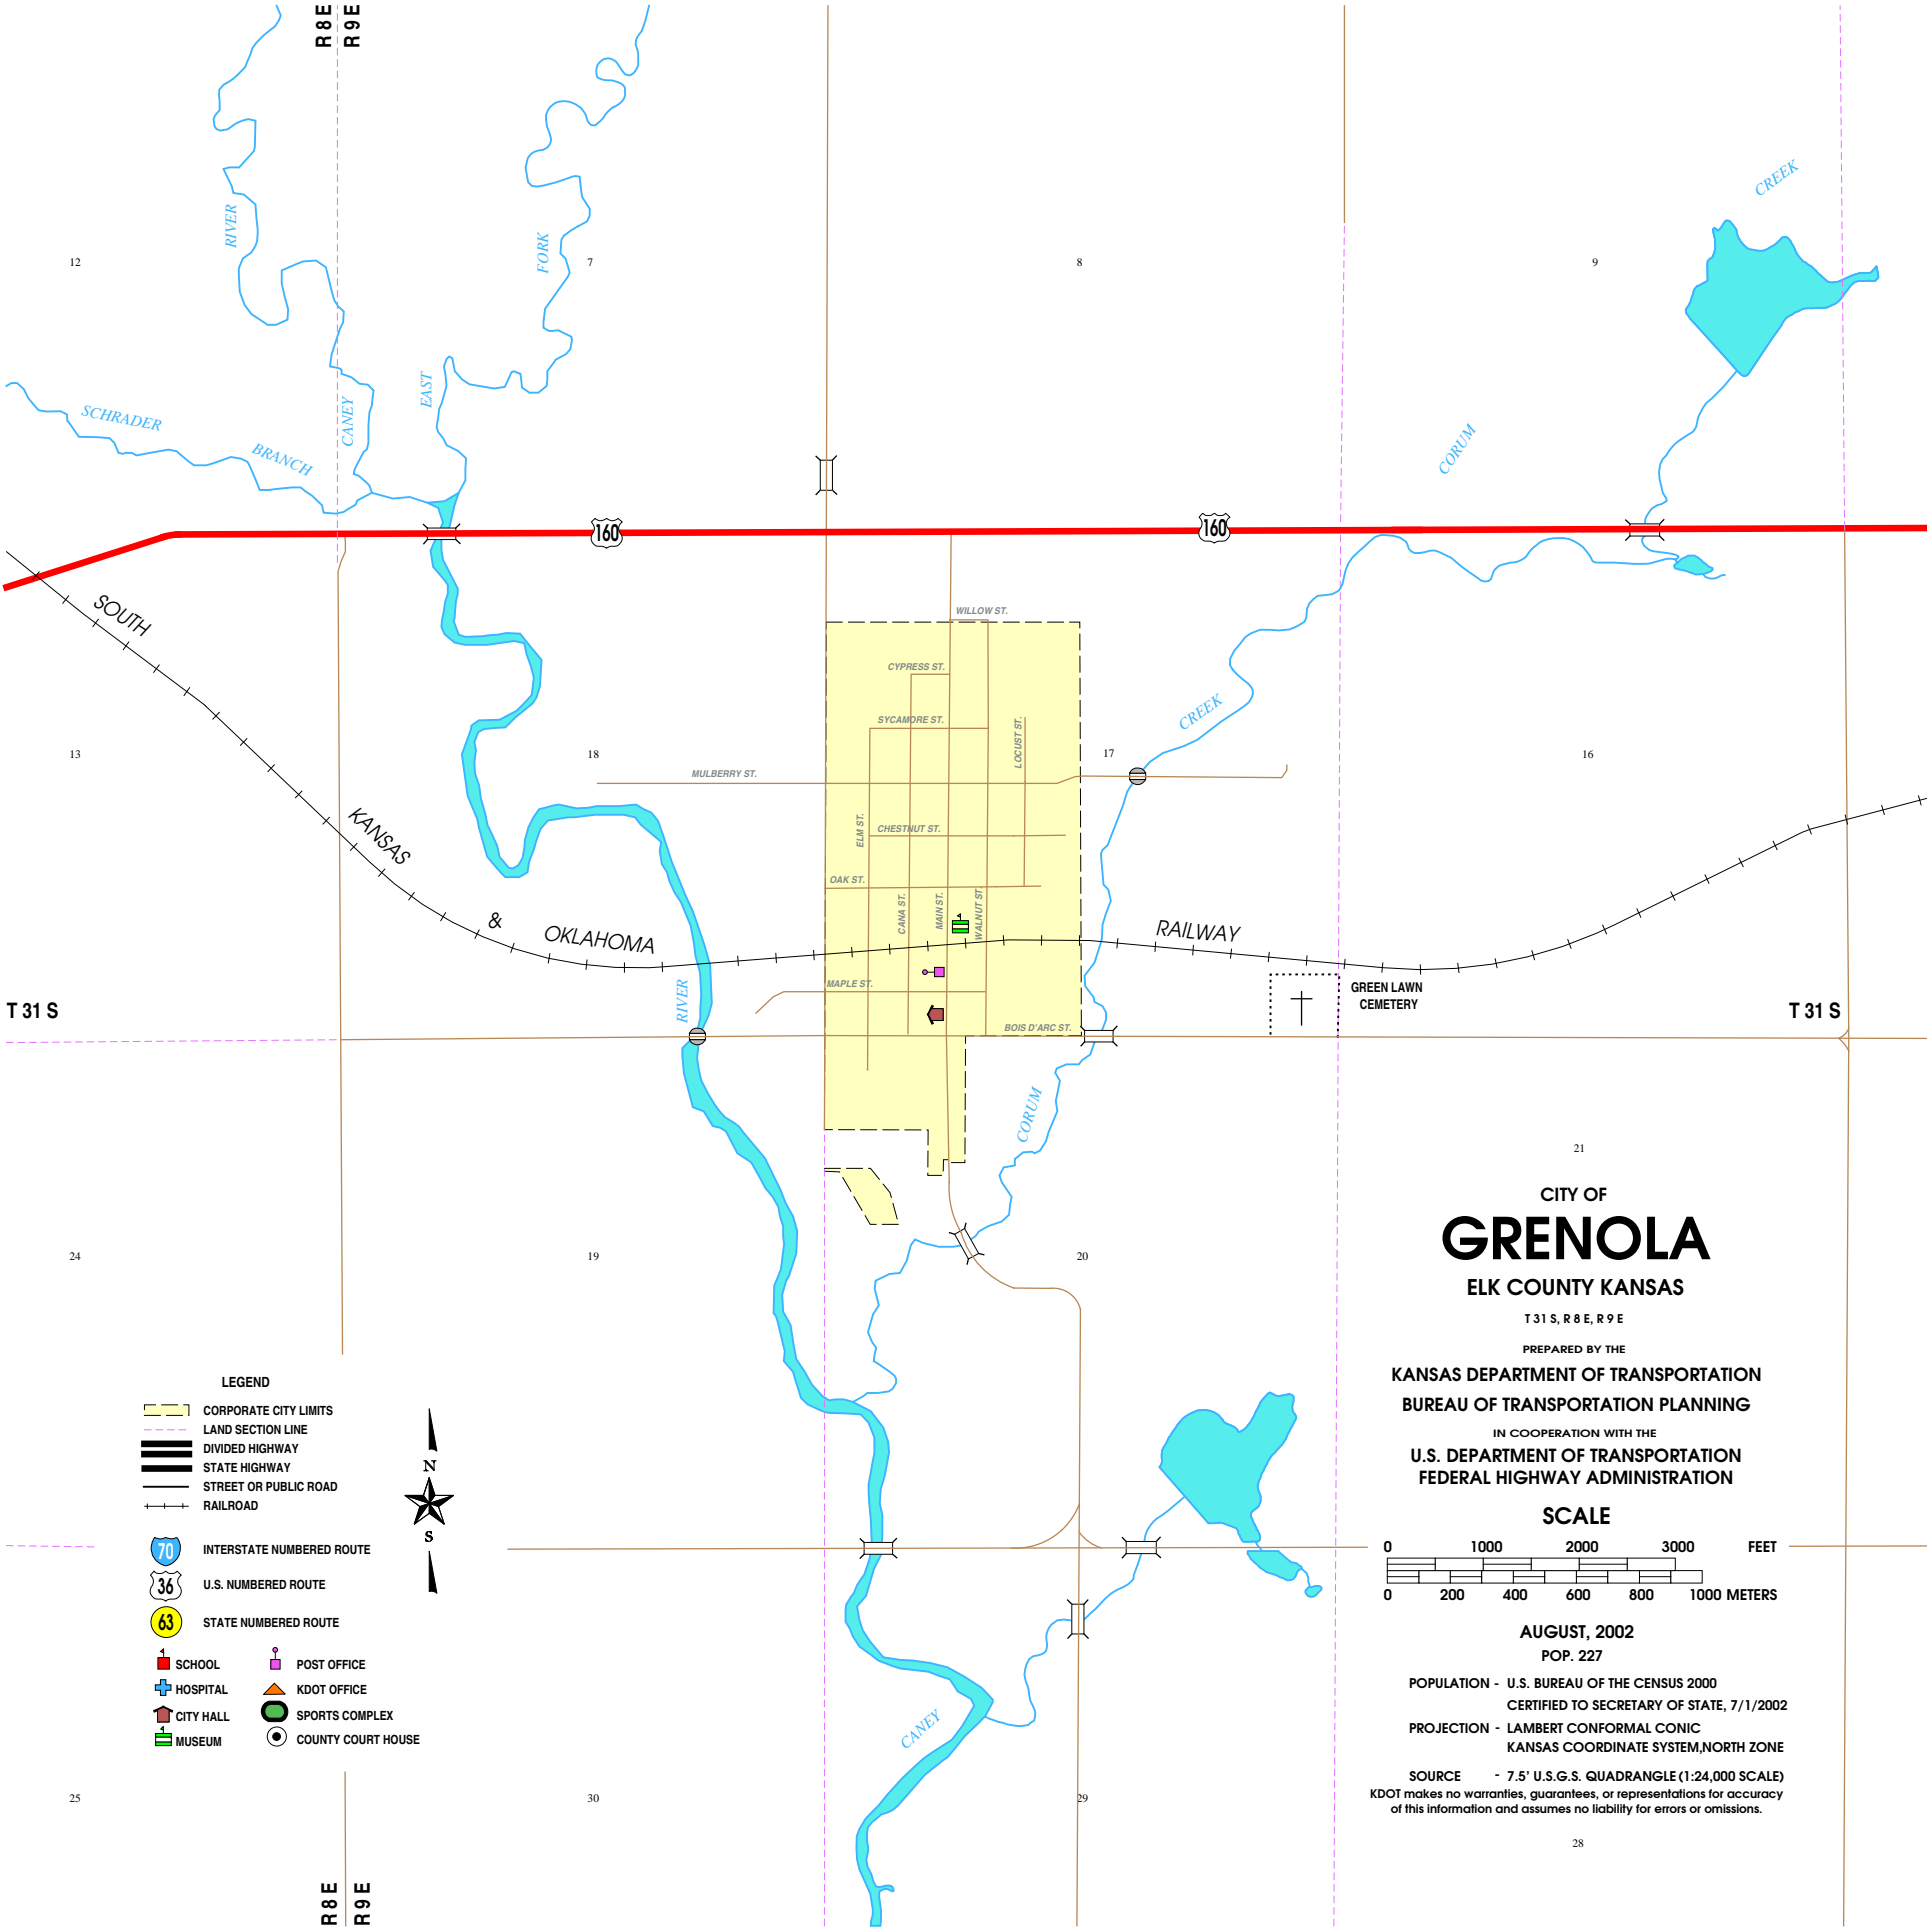 R 8 E
R 9 E
CREEK
RIVER
FORK
12
7
8
9
EAST
CANEY
SCHRADER
BRANCH
CORUM
160
160
SOUTH
WILLOW ST.
CYPRESS ST.
CREEK
SYCAMORE ST.
LOCUST ST.
13
18
17
16
MULBERRY ST.
KANSAS
ELM ST.
CHESTNUT ST.
OAK ST.
CANA ST.
MAIN ST.
WALNUT ST.
&
OKLAHOMA
RAILWAY
MAPLE ST.
RIVER
GREEN LAWN
CEMETERY
T 31 S
T 31 S
BOIS D'ARC ST.
CORUM
21
24
19
20
CITY OF
GRENOLA
ELK COUNTY KANSAS
T 31 S, R 8 E, R 9 E
PREPARED BY THE
KANSAS DEPARTMENT OF TRANSPORTATION
BUREAU OF TRANSPORTATION PLANNING
IN COOPERATION WITH THE
U.S. DEPARTMENT OF TRANSPORTATION
FEDERAL HIGHWAY ADMINISTRATION
SCALE
0 1000 2000 3000 FEET
0 200 400 600 800 1000 METERS
AUGUST, 2002
POP. 227
POPULATION - U.S. BUREAU OF THE CENSUS 2000
CERTIFIED TO SECRETARY OF STATE, 7/1/2002
PROJECTION - LAMBERT CONFORMAL CONIC
KANSAS COORDINATE SYSTEM,NORTH ZONE
SOURCE - 7.5' U.S.G.S. QUADRANGLE (1:24,000 SCALE)
KDOT makes no warranties, guarantees, or representations for accuracy
of this information and assumes no liability for errors or omissions.
LEGEND
CORPORATE CITY LIMITS
LAND SECTION LINE
DIVIDED HIGHWAY
STATE HIGHWAY
STREET OR PUBLIC ROAD
RAILROAD
N
S
70 INTERSTATE NUMBERED ROUTE
36 U.S. NUMBERED ROUTE
63 STATE NUMBERED ROUTE
SCHOOL
POST OFFICE
HOSPITAL
KDOT OFFICE
CITY HALL
SPORTS COMPLEX
MUSEUM
COUNTY COURT HOUSE
CANEY
25
30
29
28
R 8 E
R 9 E